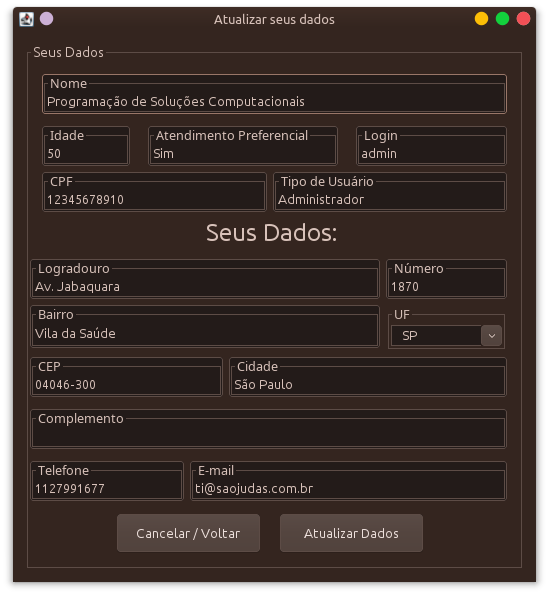 Atualizar seus dados
Seus Dados
Nome
Programação de Soluções Computacionais
Idade Atendimento Preferencial Login
50 Sim admin
CPF Tipo de Usuário
12345678910 Administrador
Seus Dados:
Logradouro Número
Av. Jabaquara 1870
Bairro UF
Vila da Saúde SP
CEP Cidade
04046-300 São Paulo
Complemento
Telefone E-mail
1127991677 ti@saojudas.com.br
Cancelar / Voltar Atualizar Dados